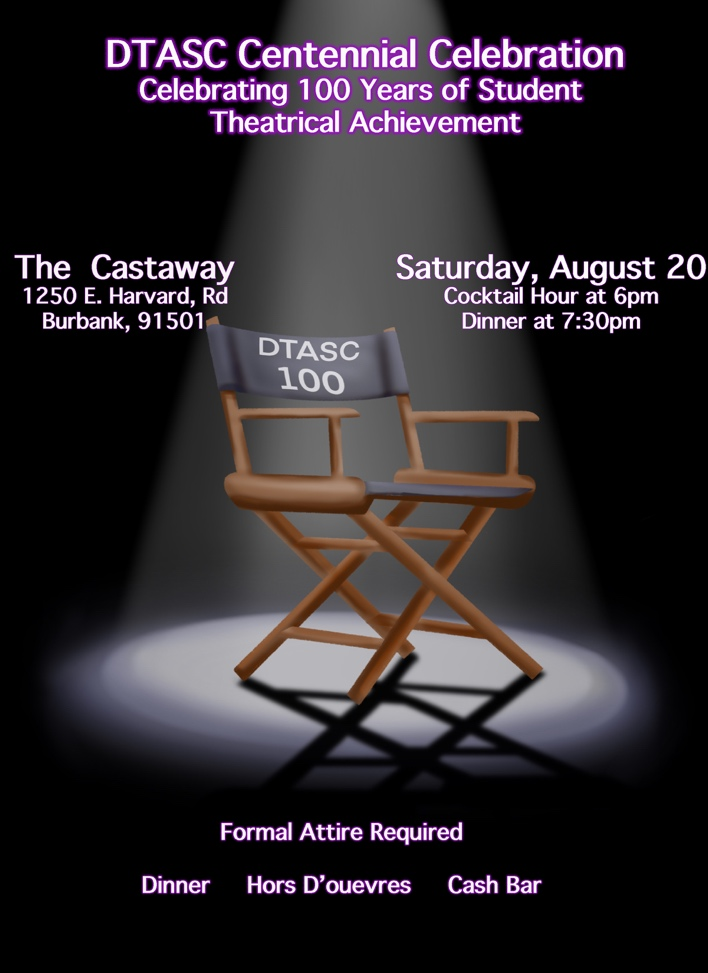 DTASC Centennial Celebration
Celebrating 100 Years of Student
Theatrical Achievement
The Castaway
1250 E. Harvard, Rd
Burbank, 91501
Saturday, August 20
Cocktail Hour at 6pm
Dinner at 7:30pm
DTASC
100
Formal Attire Required
Dinner Hors D’ouevres Cash Bar